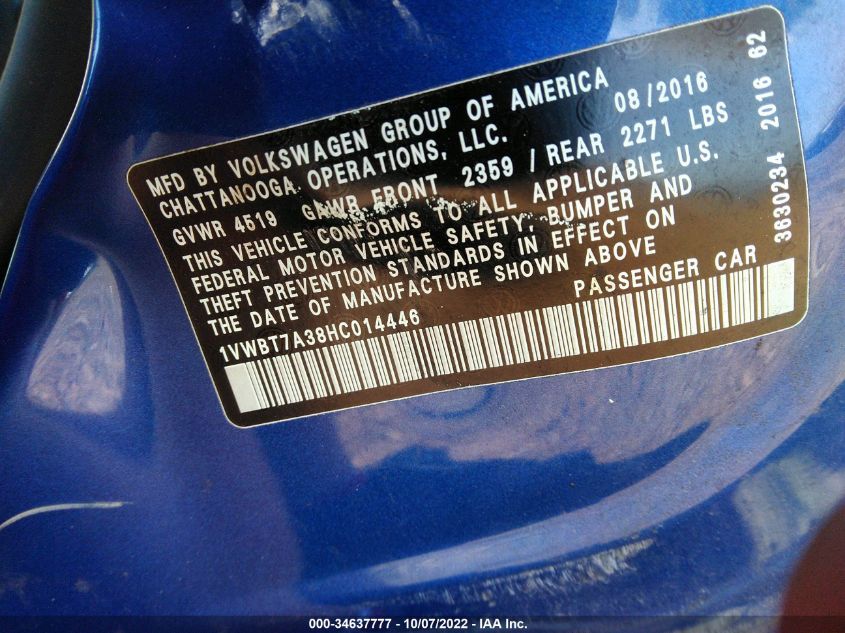 MFD BY VOLKSWAGEN GROUP OF AMERICA
CHATTANOOGA OPERATIONS, LLC. 08/2016
GVWR 4519 GAWR FRONT 2359 / REAR 2271 LBS
THIS VEHICLE CONFORMS TO ALL APPLICABLE U.S.
FEDERAL MOTOR VEHICLE SAFETY, BUMPER AND
THEFT PREVENTION STANDARDS IN EFFECT ON
THE DATE OF MANUFACTURE SHOWN ABOVE
1VWBT7A38HC014446 PASSENGER CAR
3630234 2016 62
000-34637777 - 10/07/2022 - IAA Inc.